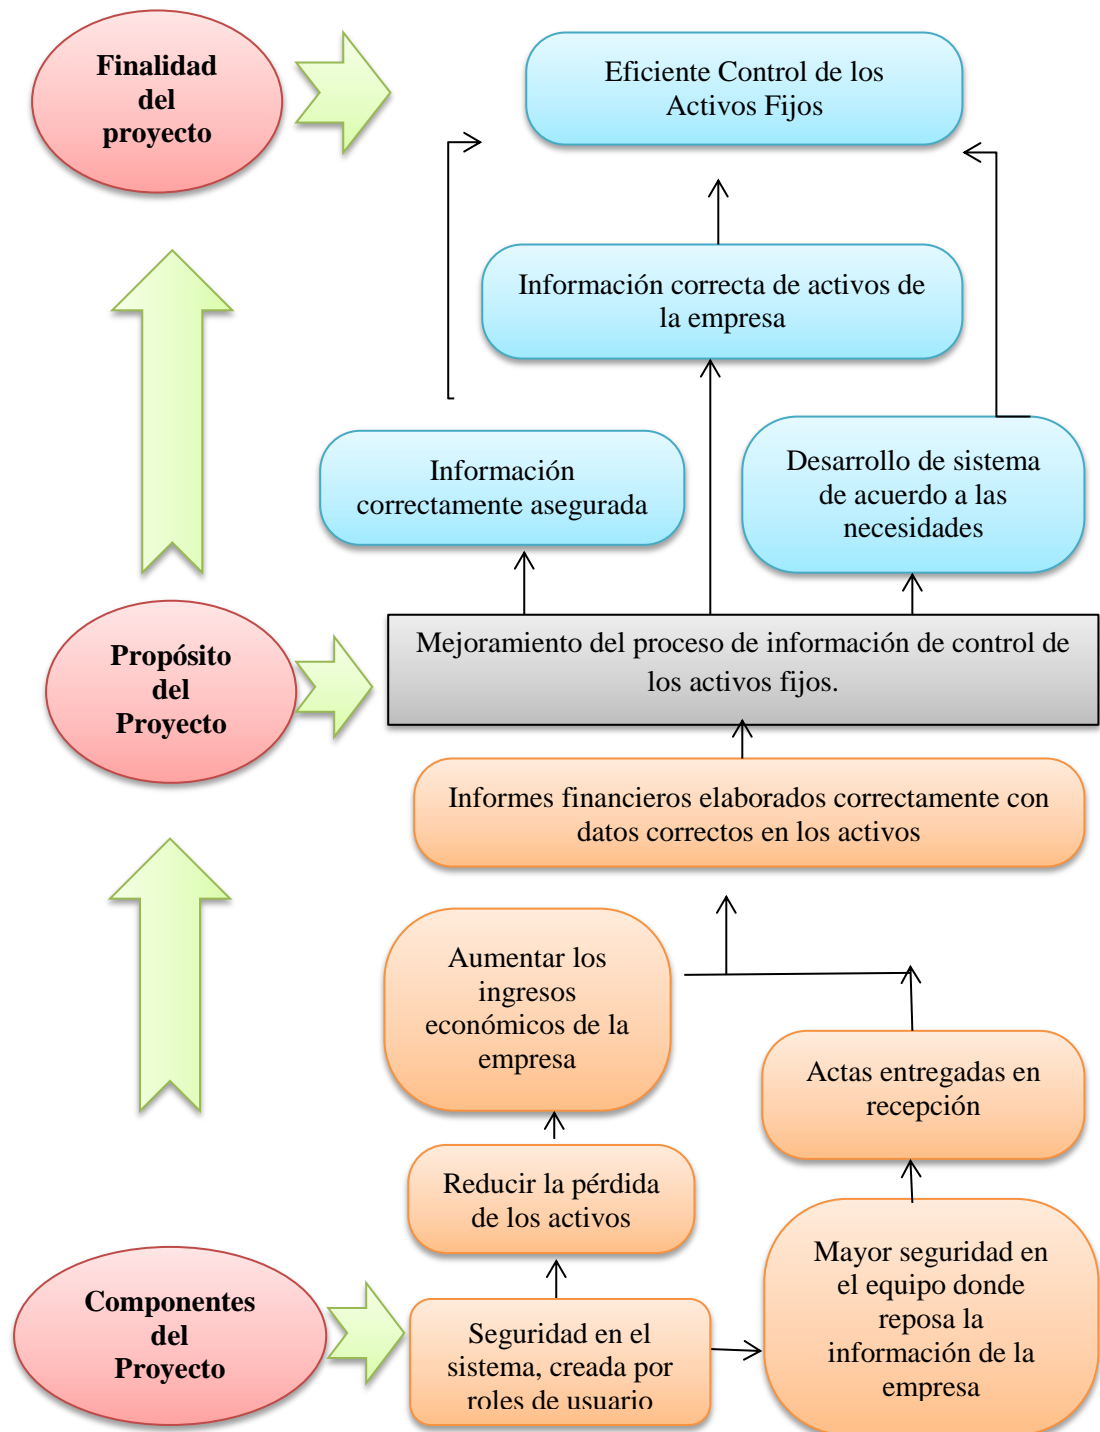 Finalidad
del
proyecto
Eficiente Control de los
Activos Fijos
Información correcta de activos de
la empresa
Información
correctamente asegurada
Desarrollo de sistema
de acuerdo a las
necesidades
Propósito
del
Proyecto
Mejoramiento del proceso de información de control de
los activos fijos.
Informes financieros elaborados correctamente con
datos correctos en los activos
Aumentar los
ingresos
económicos de la
empresa
Actas entregadas en
recepción
Reducir la pérdida
de los activos
Mayor seguridad en
el equipo donde
reposa la
información de la
empresa
Componentes
del
Proyecto
Seguridad en el
sistema, creada por
roles de usuario